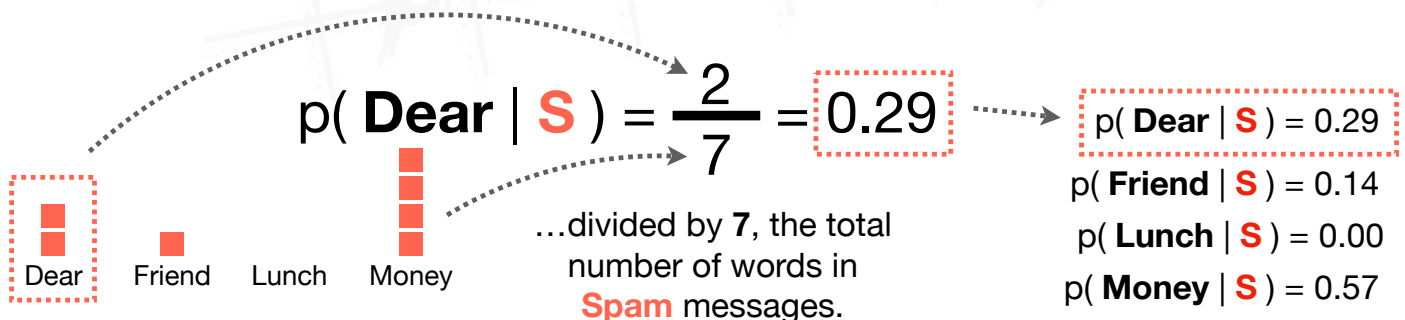 p( Dear | S ) = 2/7 = 0.29
…divided by 7, the total
number of words in
Spam messages.
Dear Friend Lunch Money
p( Dear | S ) = 0.29
p( Friend | S ) = 0.14
p( Lunch | S ) = 0.00
p( Money | S ) = 0.57